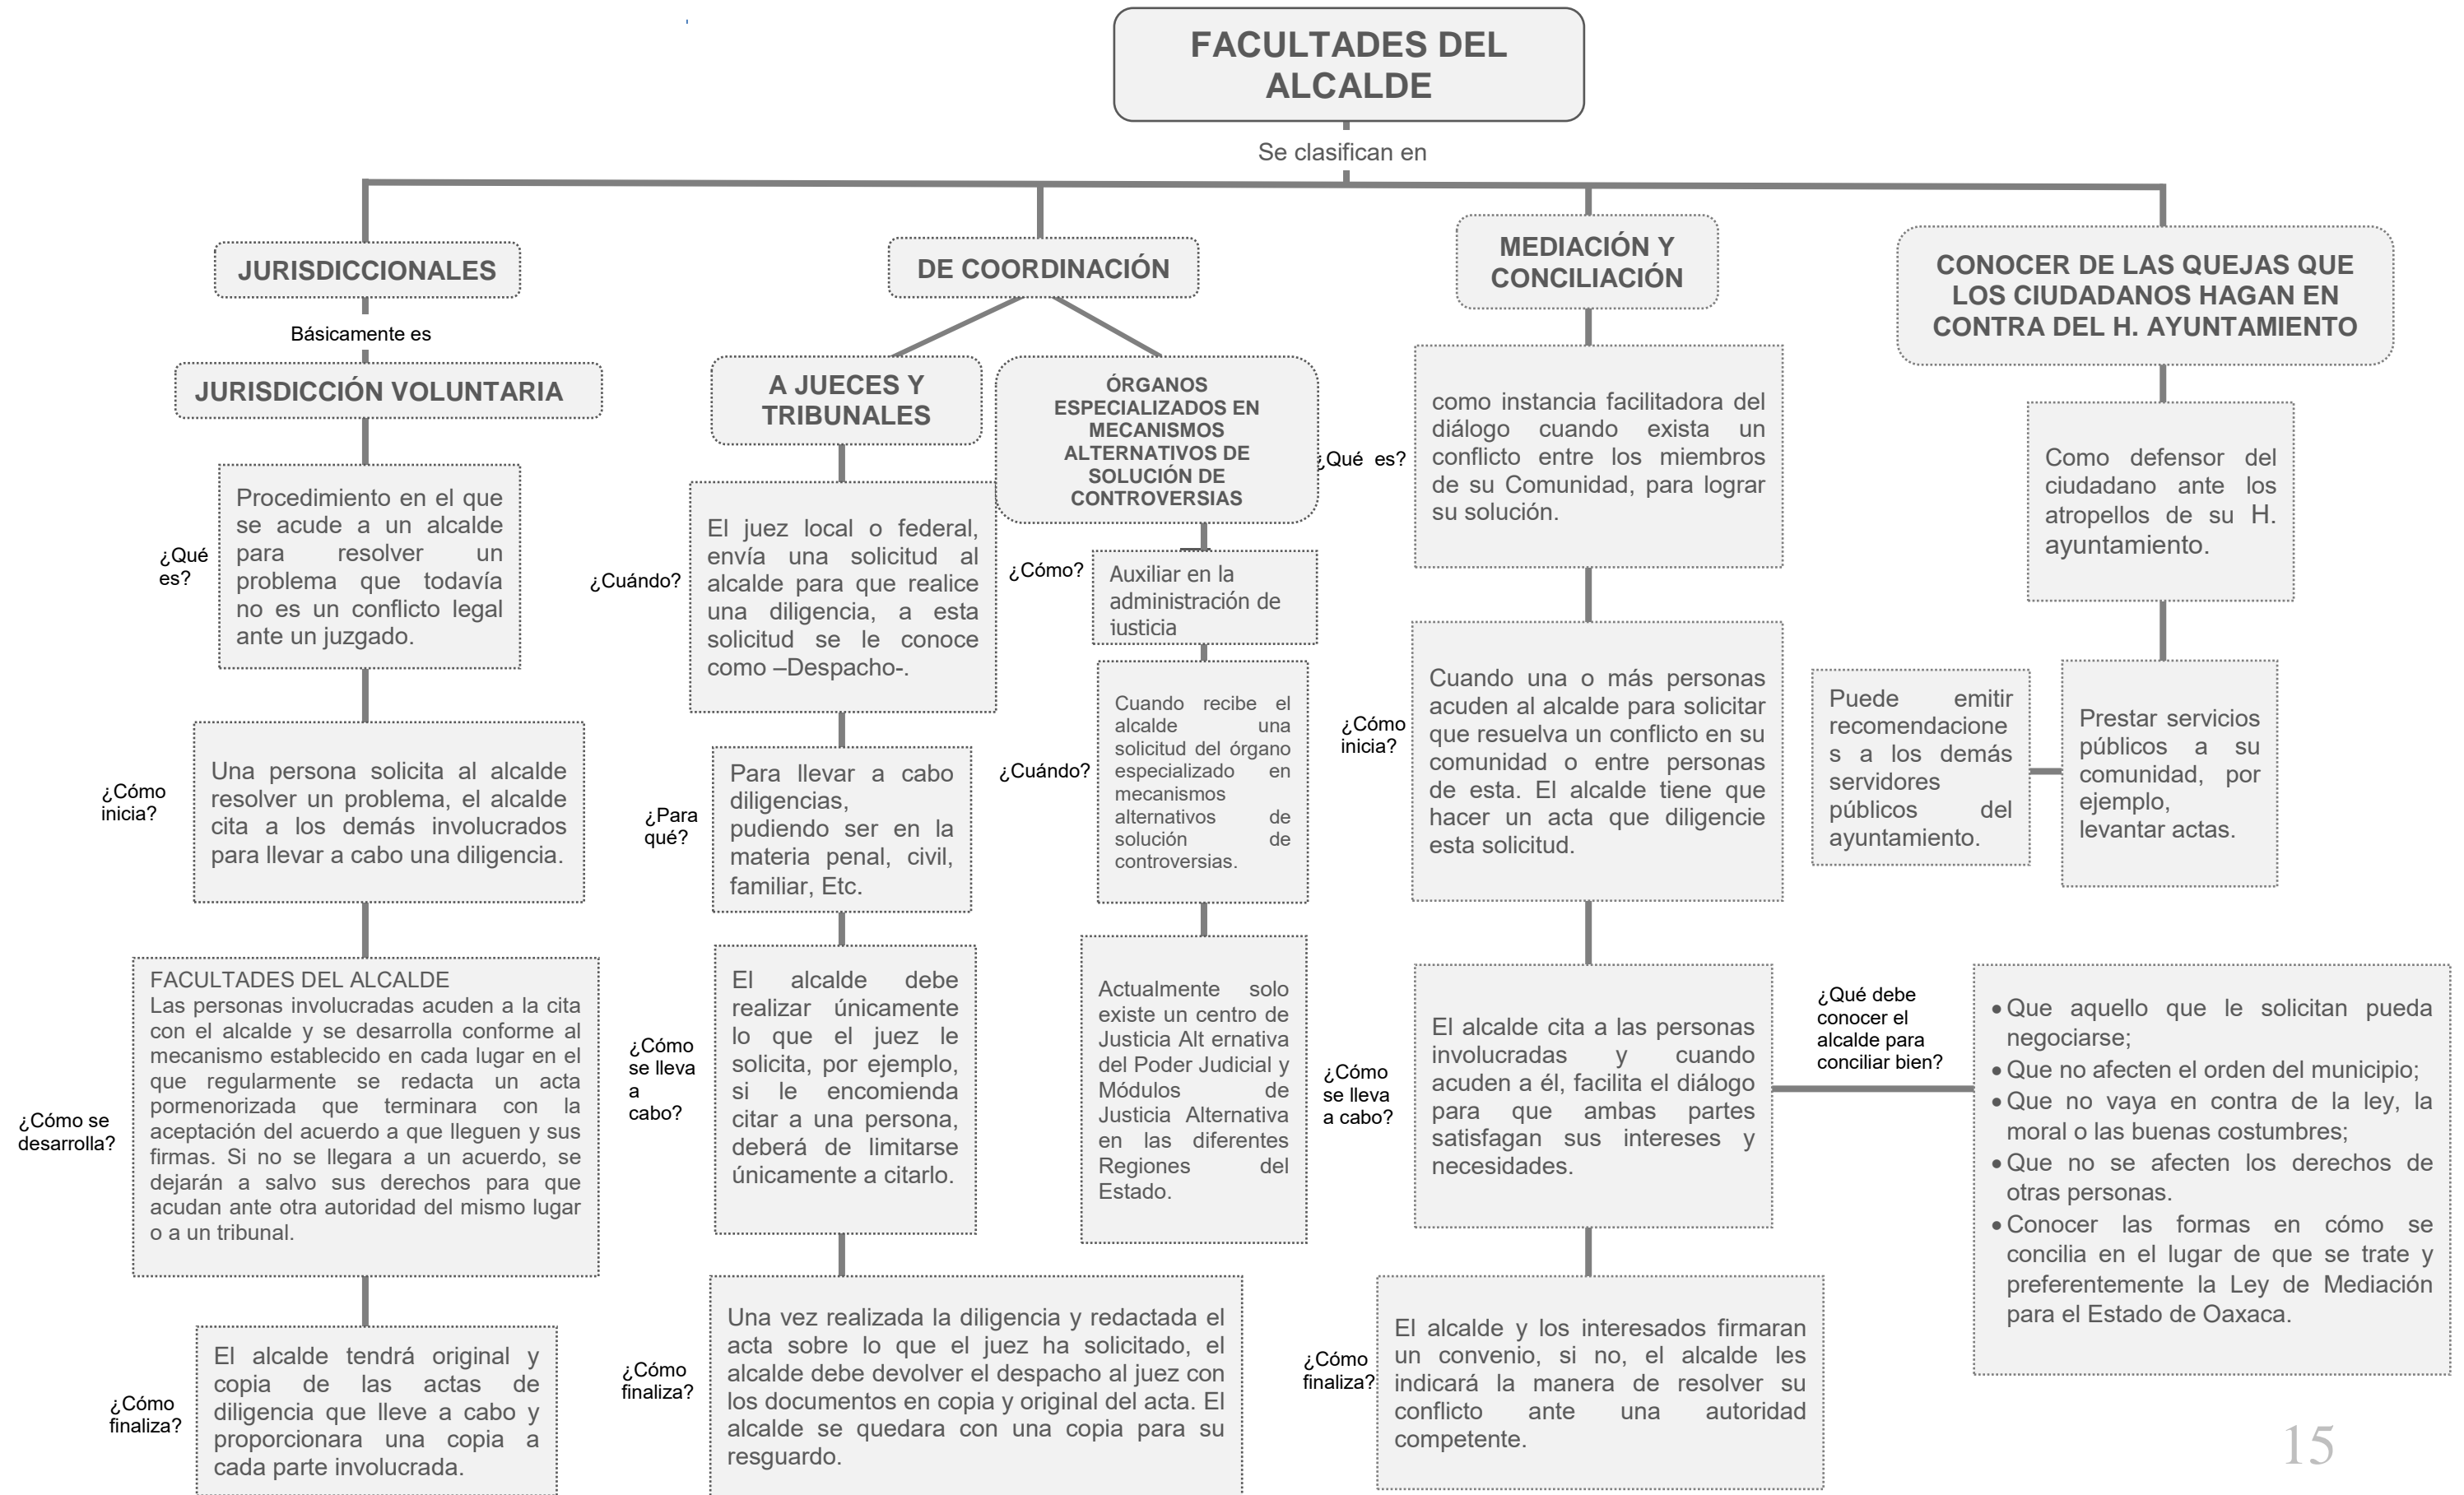 FACULTADES DEL
ALCALDE
Se clasifican en
JURISDICCIONALES
Básicamente es
JURISDICCIÓN VOLUNTARIA
¿Qué
es?
Procedimiento en el que
se acude a un alcalde
para resolver un
problema que todavía
no es un conflicto legal
ante un juzgado.
¿Cómo
inicia?
Una persona solicita al alcalde
resolver un problema, el alcalde
cita a los demás involucrados
para llevar a cabo una diligencia.
¿Cómo se
desarrolla?
FACULTADES DEL ALCALDE
Las personas involucradas acuden a la cita
con el alcalde y se desarrolla conforme al
mecanismo establecido en cada lugar en el
que regularmente se redacta un acta
pormenorizada que terminara con la
aceptación del acuerdo a que lleguen y sus
firmas. Si no se llegara a un acuerdo, se
dejarán a salvo sus derechos para que
acudan ante otra autoridad del mismo lugar
o a un tribunal.
¿Cómo
finaliza?
El alcalde tendrá original y
copia de las actas de
diligencia que lleve a cabo y
proporcionara una copia a
cada parte involucrada.
DE COORDINACIÓN
A JUECES Y
TRIBUNALES
¿Cuándo?
El juez local o federal,
envía una solicitud al
alcalde para que realice
una diligencia, a esta
solicitud se le conoce
como –Despacho-.
¿Para
qué?
Para llevar a cabo
diligencias,
pudiendo ser en la
materia penal, civil,
familiar, Etc.
¿Cómo
se lleva
a
cabo?
El alcalde debe
realizar únicamente
lo que el juez le
solicita, por ejemplo,
si le encomienda
citar a una persona,
deberá de limitarse
únicamente a citarlo.
¿Cómo
finaliza?
Una vez realizada la diligencia y redactada el
acta sobre lo que el juez ha solicitado, el
alcalde debe devolver el despacho al juez con
los documentos en copia y original del acta. El
alcalde se quedara con una copia para su
resguardo.
ÓRGANOS
ESPECIALIZADOS EN
MECANISMOS
ALTERNATIVOS DE
SOLUCIÓN DE
CONTROVERSIAS
¿Cómo?
Auxiliar en la
administración de
justicia
¿Cuándo?
Cuando recibe el
alcalde una
solicitud del órgano
especializado en
mecanismos
alternativos de
solución de
controversias.
Actualmente solo
existe un centro de
Justicia Alt ernativa
del Poder Judicial y
Módulos de
Justicia Alternativa
en las diferentes
Regiones del
Estado.
MEDIACIÓN Y
CONCILIACIÓN
¿Qué es?
como instancia facilitadora del
diálogo cuando exista un
conflicto entre los miembros
de su Comunidad, para lograr
su solución.
¿Cómo
inicia?
Cuando una o más personas
acuden al alcalde para solicitar
que resuelva un conflicto en su
comunidad o entre personas
de esta. El alcalde tiene que
hacer un acta que diligencie
esta solicitud.
¿Cómo
se lleva
a cabo?
El alcalde cita a las personas
involucradas y cuando
acuden a él, facilita el diálogo
para que ambas partes
satisfagan sus intereses y
necesidades.
¿Cómo
finaliza?
El alcalde y los interesados firmaran
un convenio, si no, el alcalde les
indicará la manera de resolver su
conflicto ante una autoridad
competente.
¿Qué debe
conocer el
alcalde para
conciliar bien?
• Que aquello que le solicitan pueda
negociarse;
• Que no afecten el orden del municipio;
• Que no vaya en contra de la ley, la
moral o las buenas costumbres;
• Que no se afecten los derechos de
otras personas.
• Conocer las formas en cómo se
concilia en el lugar de que se trate y
preferentemente la Ley de Mediación
para el Estado de Oaxaca.
CONOCER DE LAS QUEJAS QUE
LOS CIUDADANOS HAGAN EN
CONTRA DEL H. AYUNTAMIENTO
Como defensor del
ciudadano ante los
atropellos de su H.
ayuntamiento.
Prestar servicios
públicos a su
comunidad, por
ejemplo,
levantar actas.
Puede emitir
recomendacione
s a los demás
servidores
públicos del
ayuntamiento.
15